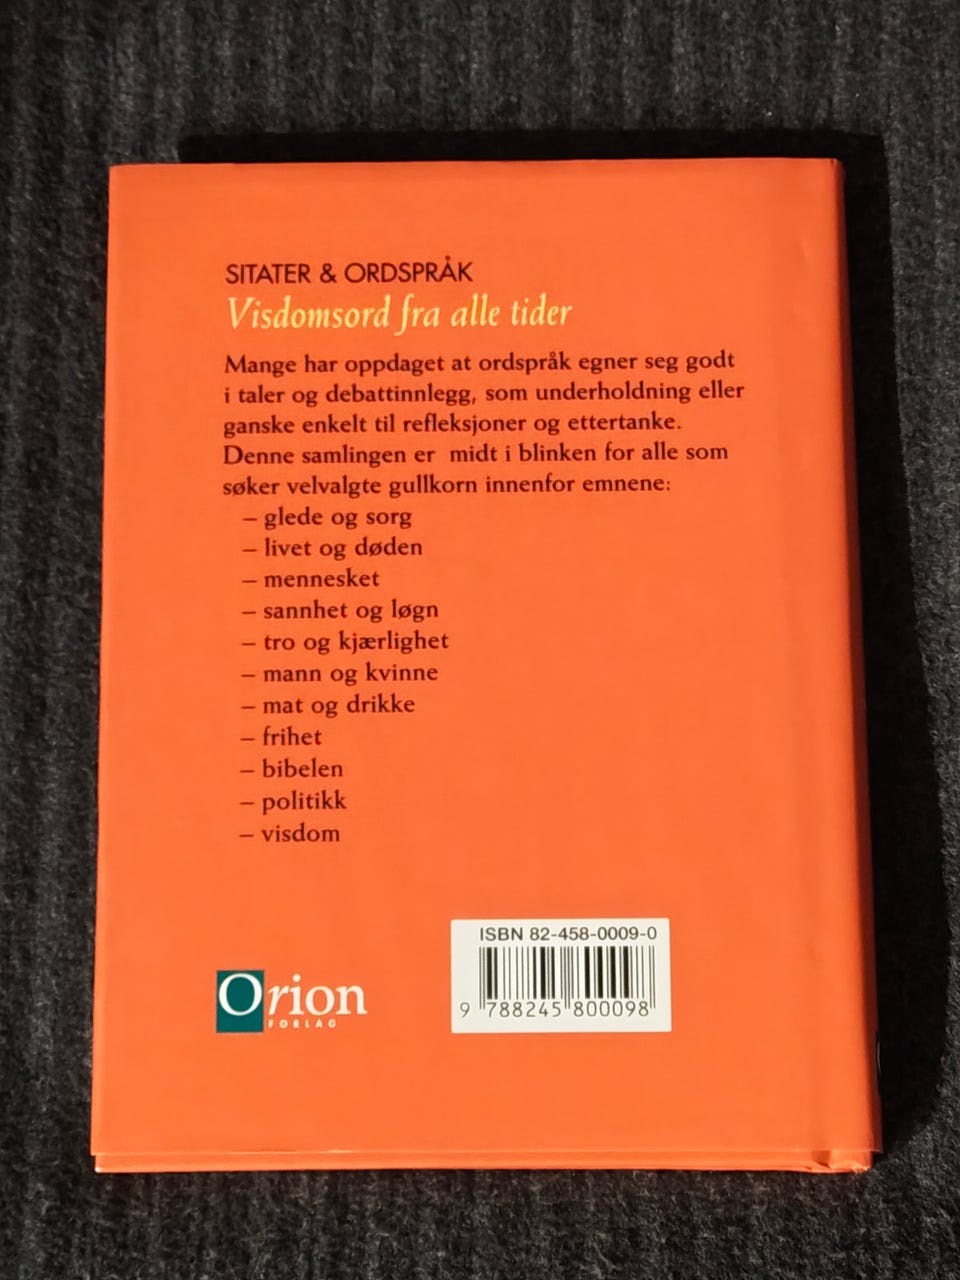 SITATER & ORDSPRÅK
Visdomsord fra alle tider
Mange har oppdaget at ordspråk egner seg godt
i taler og debattinnlegg, som underholdning eller
ganske enkelt til refleksjoner og ettertanke.
Denne samlingen er midt i blinken for alle som
søker velvalgte gullkorn innenfor emnene:
– glede og sorg
– livet og døden
– mennesket
– sannhet og løgn
– tro og kjærlighet
– mann og kvinne
– mat og drikke
– frihet
– bibelen
– politikk
– visdom
ISBN 82-458-0009-0
9 788245 800098
Orion
FORLAG